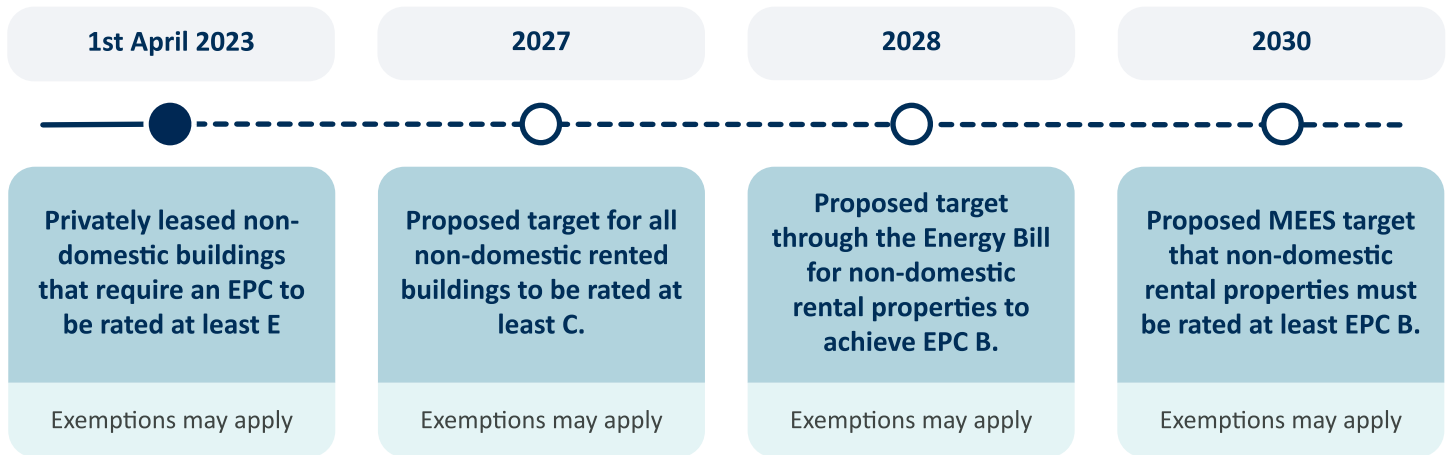 1st April 2023
2027
2028
2030
Privately leased non-
domestic buildings
that require an EPC to
be rated at least E
Exemptions may apply
Proposed target for all
non-domestic rented
buildings to be rated at
least C.
Exemptions may apply
Proposed target
through the Energy Bill
for non-domestic
rental properties to
achieve EPC B.
Exemptions may apply
Proposed MEES target
that non-domestic
rental properties must
be rated at least EPC B.
Exemptions may apply